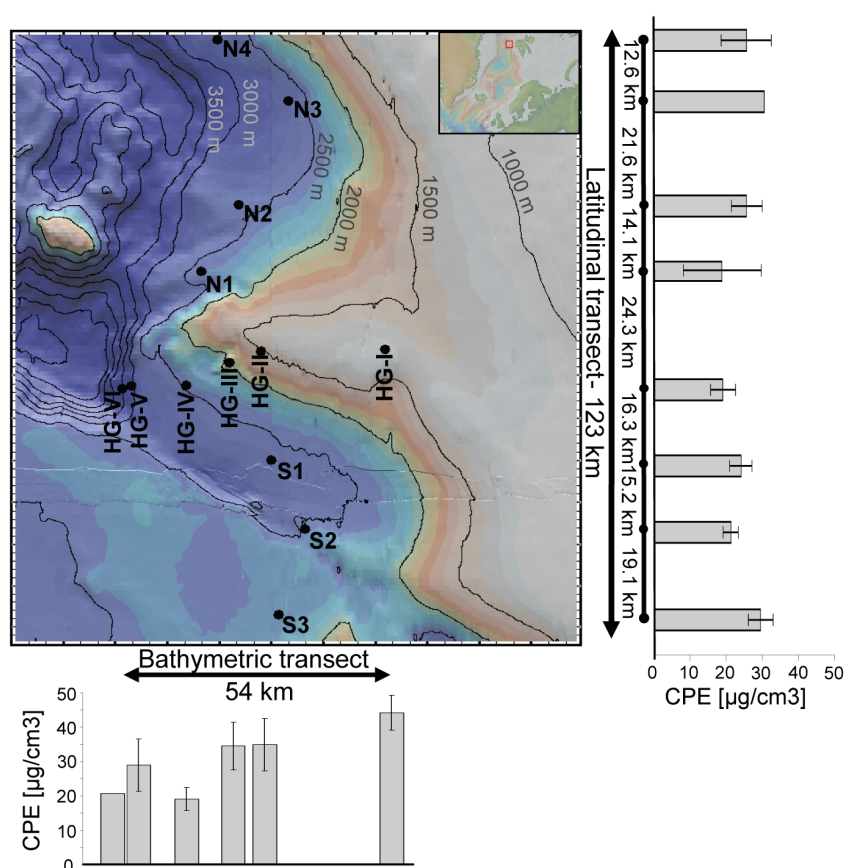 N4
N3
3000 m
3500 m
2500 m
2000 m
1500 m
1000 m
N2
N1
HG-VI
HG-V
HG-IV
HG-III
HG-II
HG-I
S1
S2
S3
Latitudinal transect- 123 km
12.6 km
21.6 km
14.1 km
24.3 km
16.3 km
15.2 km
19.1 km
0 10 20 30 40 50
CPE [µg/cm3]
Bathymetric transect
54 km
50
40
30
20
10
0
CPE [µg/cm3]